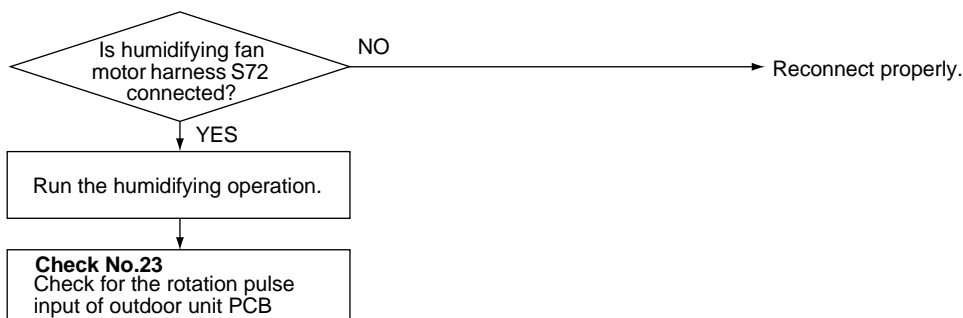 Is humidifying fan
motor harness S72
connected?
NO
Reconnect properly.
YES
Run the humidifying operation.
Check No.23
Check for the rotation pulse
input of outdoor unit PCB